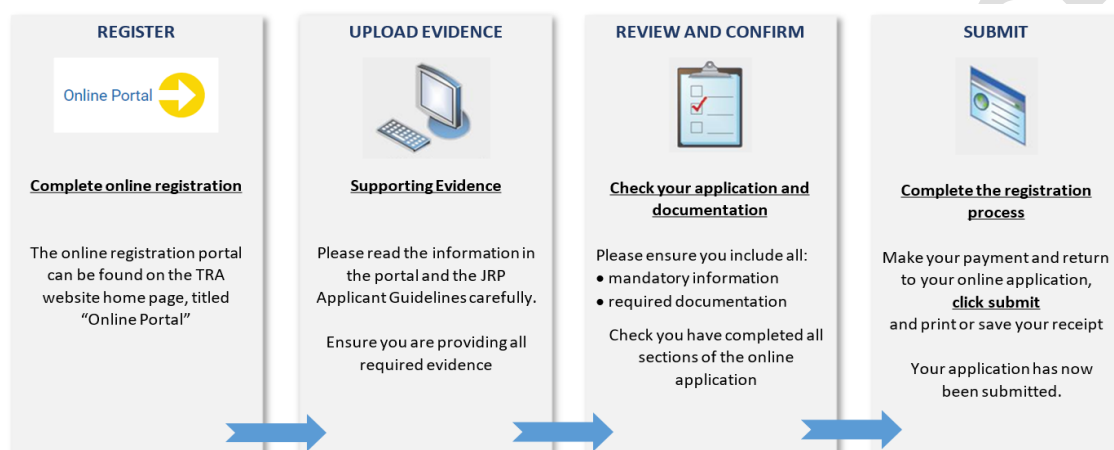 REGISTER
Online Portal
Complete online registration
The online registration portal
can be found on the TRA
website home page, titled
“Online Portal”
UPLOAD EVIDENCE
Supporting Evidence
Please read the information in
the portal and the JRP
Applicant Guidelines carefully.
Ensure you are providing all
required evidence
REVIEW AND CONFIRM
Check your application and
documentation
Please ensure you include all:
• mandatory information
• required documentation
Check you have completed all
sections of the online
application
SUBMIT
Complete the registration
process
Make your payment and return
to your online application,
click submit
and print or save your receipt
Your application has now
been submitted.